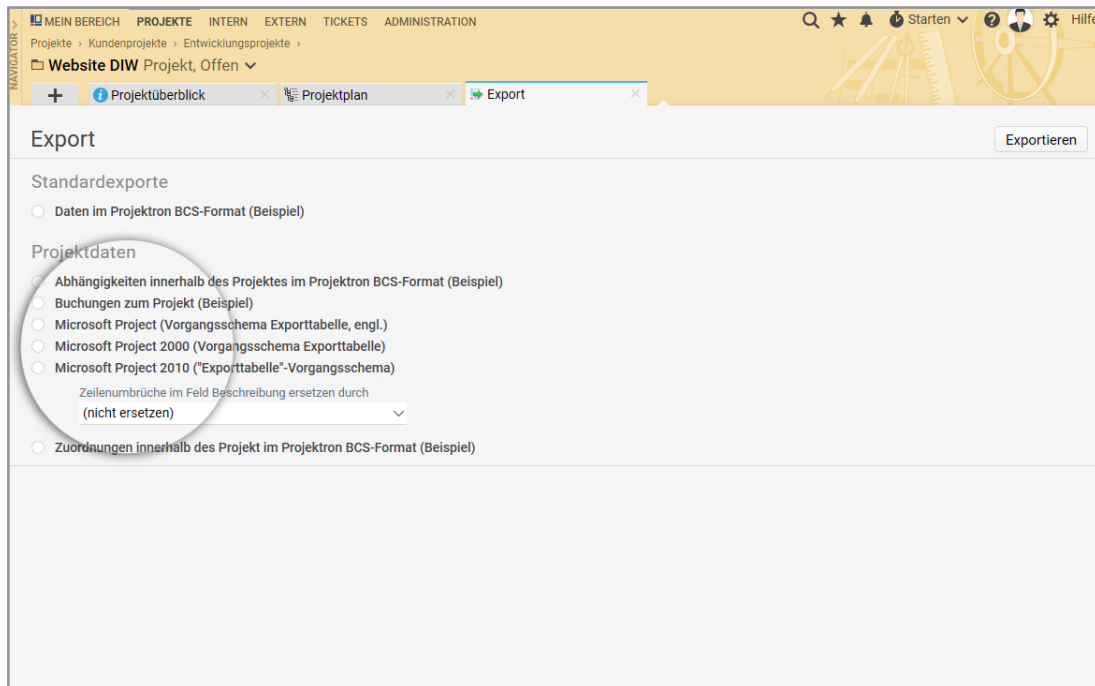 MEIN BEREICH PROJEKTE INTERN EXTERN TICKETS ADMINISTRATION Starten Hilfe
NAVIGATOR
Projekte › Kundenprojekte › Entwicklungsprojekte ›
Website DIW Projekt, Offen
Projektüberblick Projektplan Export
Export Exportieren
Standardexporte
Daten im Projektron BCS-Format (Beispiel)
Projektdaten
Abhängigkeiten innerhalb des Projektes im Projektron BCS-Format (Beispiel)
Buchungen zum Projekt (Beispiel)
Microsoft Project (Vorgangsschema Exporttabelle, engl.)
Microsoft Project 2000 (Vorgangsschema Exporttabelle)
Microsoft Project 2010 ("Exporttabelle"-Vorgangsschema)
Zeilenumbrüche im Feld Beschreibung ersetzen durch
(nicht ersetzen)
Zuordnungen innerhalb des Projekt im Projektron BCS-Format (Beispiel)